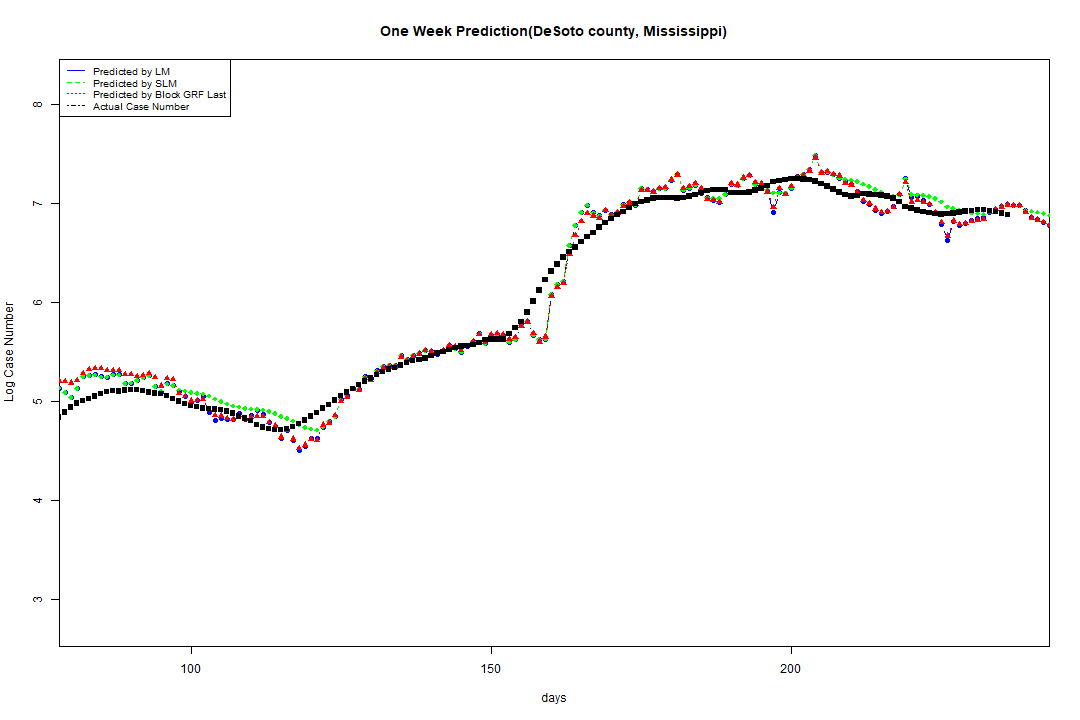 One Week Prediction(DeSoto county, Mississippi)
Predicted by LM
Predicted by SLM
Predicted by Block GRF Last
Actual Case Number
8
7
6
5
4
3
Log Case Number
100
150
200
days